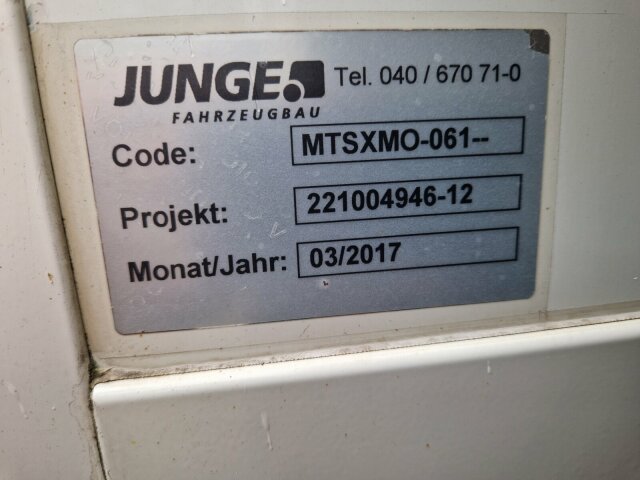 JUNGE Tel. 040 / 670 71-0
FAHRZEUGBAU
Code: MTSXMO-061--
Projekt: 221004946-12
Monat/Jahr: 03/2017